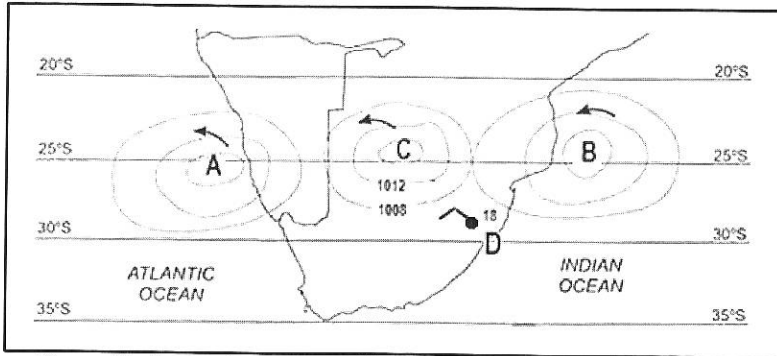 20°S 20°S
C
B
A
25°S 25°S
1012
1008
18
30°S D 30°S
ATLANTIC
OCEAN
INDIAN
OCEAN
35°S 35°S